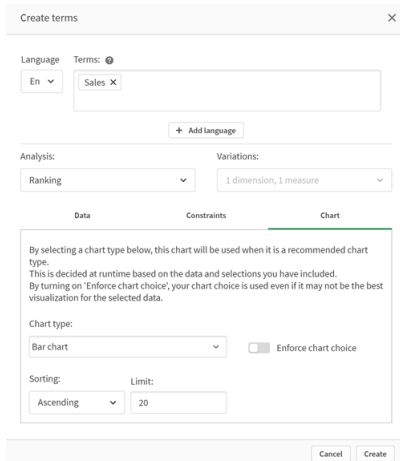 Create terms
Language Terms:
En
Sales
+ Add language
Analysis: Variations:
Ranking 1 dimension, 1 measure
Data Constraints Chart
By selecting a chart type below, this chart will be used when it is a recommended chart
type.
This is decided at runtime based on the data and selections you have included.
By turning on 'Enforce chart choice', your chart choice is used even if it may not be the best
visualization for the selected data.
Chart type:
Bar chart Enforce chart choice
Sorting: Limit:
Ascending 20
Cancel Create